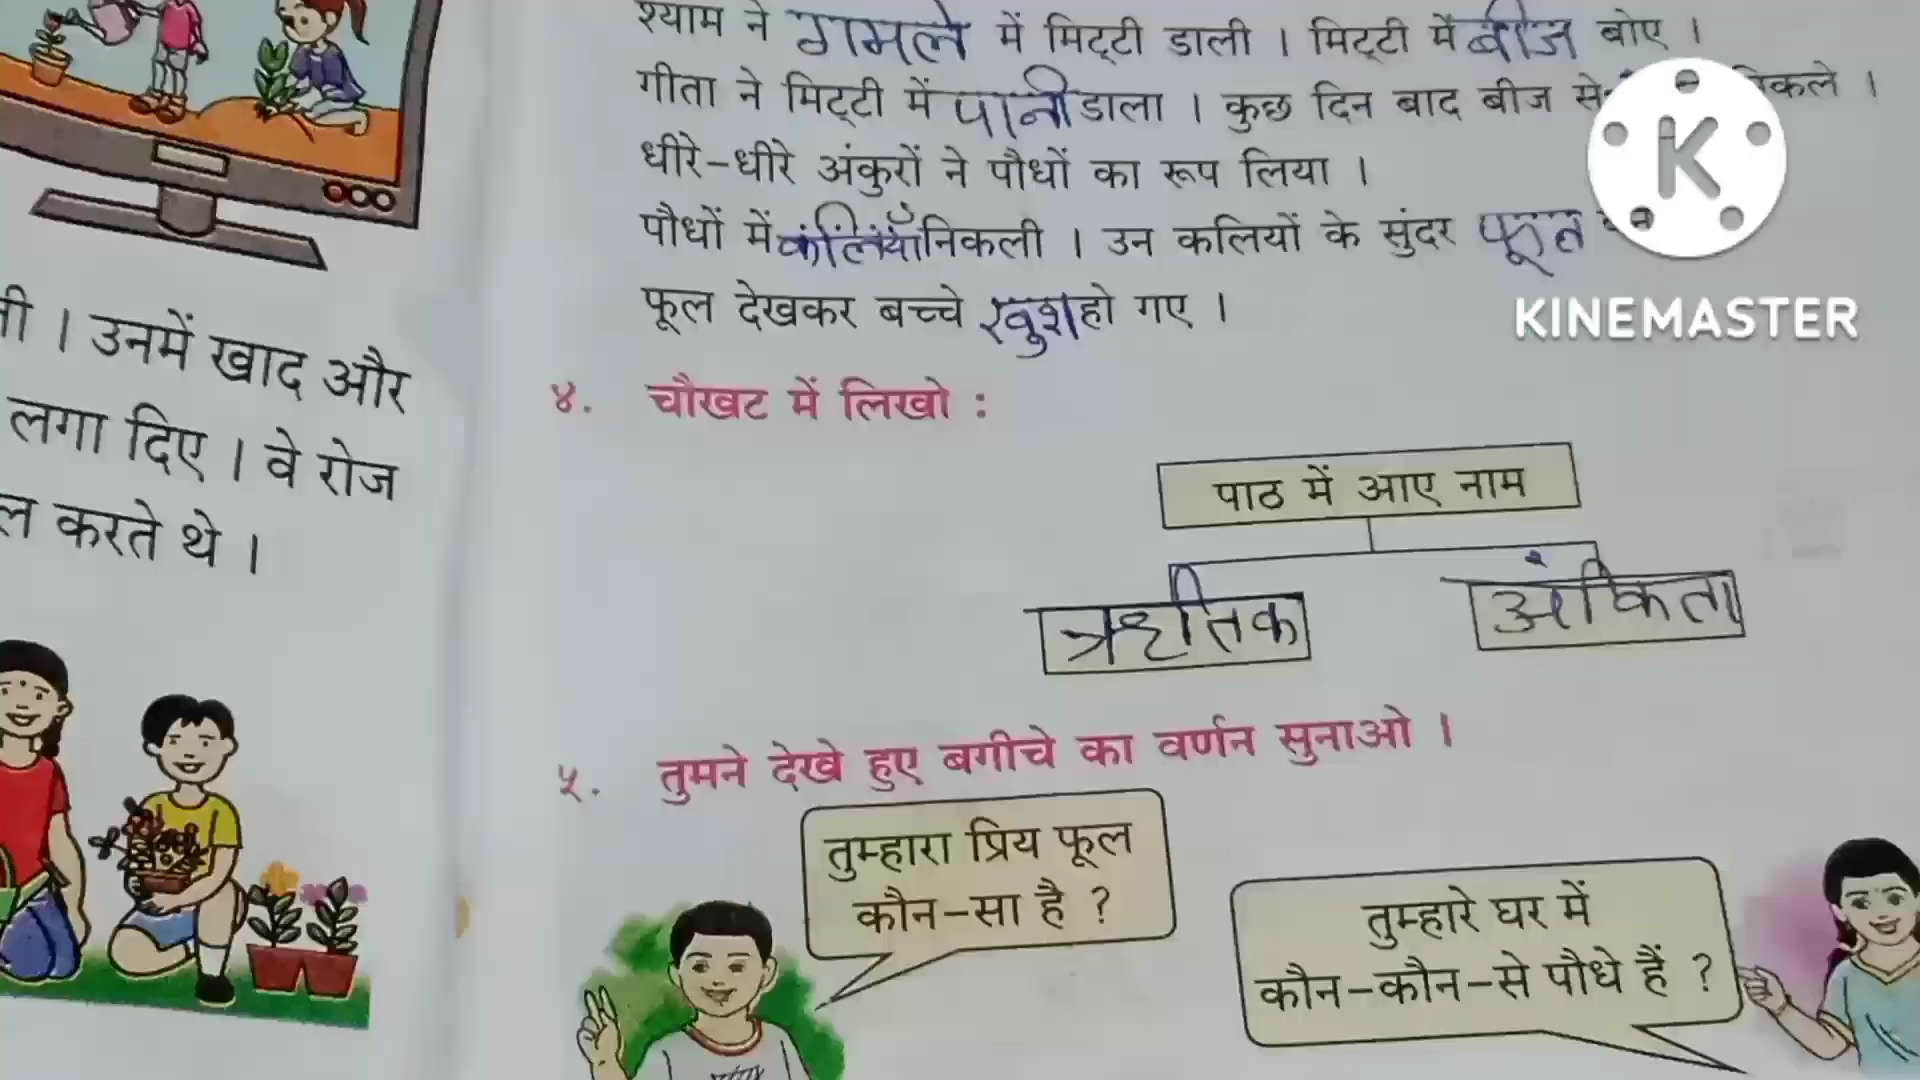 श्याम ने गमले में मिट्टी डाली । मिट्टी में बीज बोए ।
गीता ने मिट्टी में पानी डाला । कुछ दिन बाद बीज से
धीरे-धीरे अंकुरों ने पौधों का रूप लिया ।
पौधों में कलियाँ निकली । उन कलियों के सुंदर फूल
फूल देखकर बच्चे खुश हो गए ।
K
KINEMASTER
उनमें खाद और
लगा दिए । वे रोज
करते थे ।
४. चौखट में लिखो :
पाठ में आए नाम
ऋतिक
अंकिता
५. तुमने देखे हुए बगीचे का वर्णन सुनाओ ।
तुम्हारा प्रिय फूल
कौन-सा है ?
तुम्हारे घर में
कौन-कौन-से पौधे हैं ?